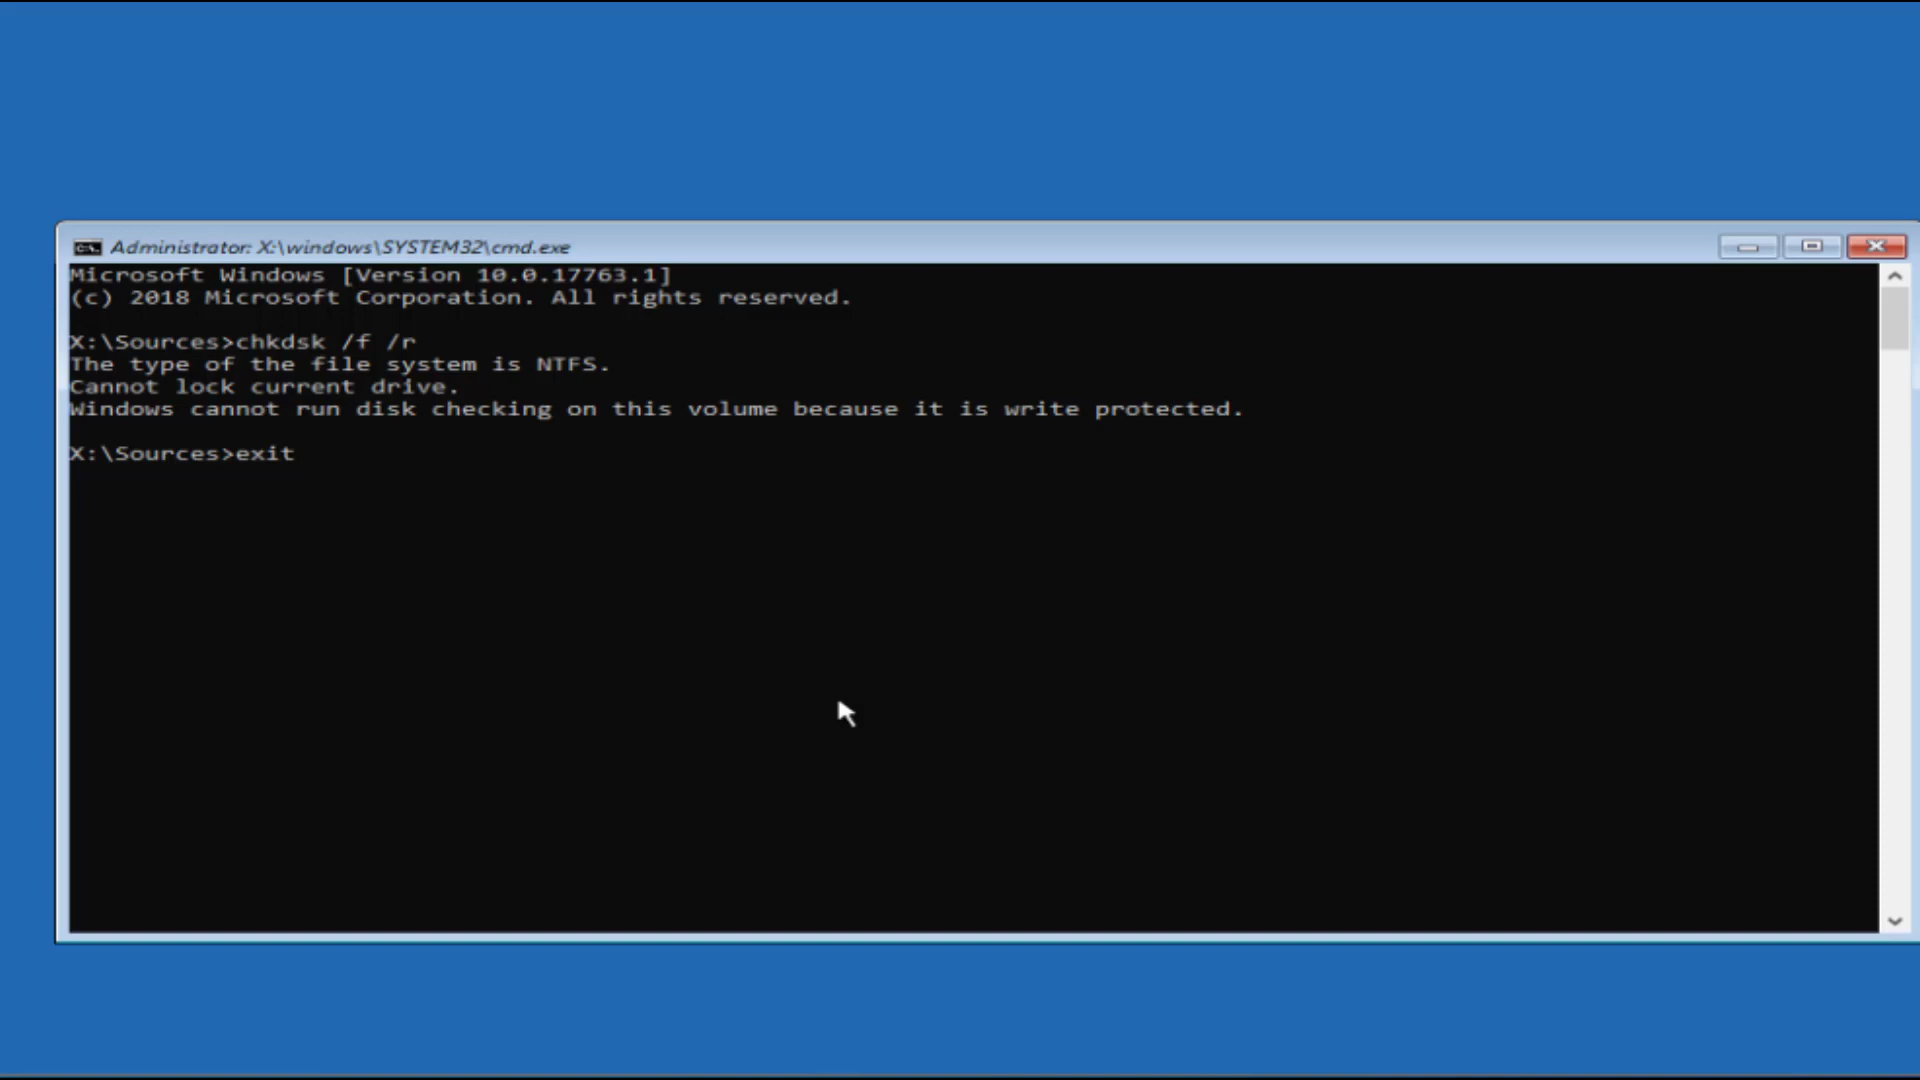 Administrator: X:\windows\SYSTEM32\cmd.exe
Microsoft Windows [Version 10.0.17763.1]
(c) 2018 Microsoft Corporation. All rights reserved.
X:\Sources>chkdsk /f /r
The type of the file system is NTFS.
Cannot lock current drive.
Windows cannot run disk checking on this volume because it is write protected.
X:\Sources>exit